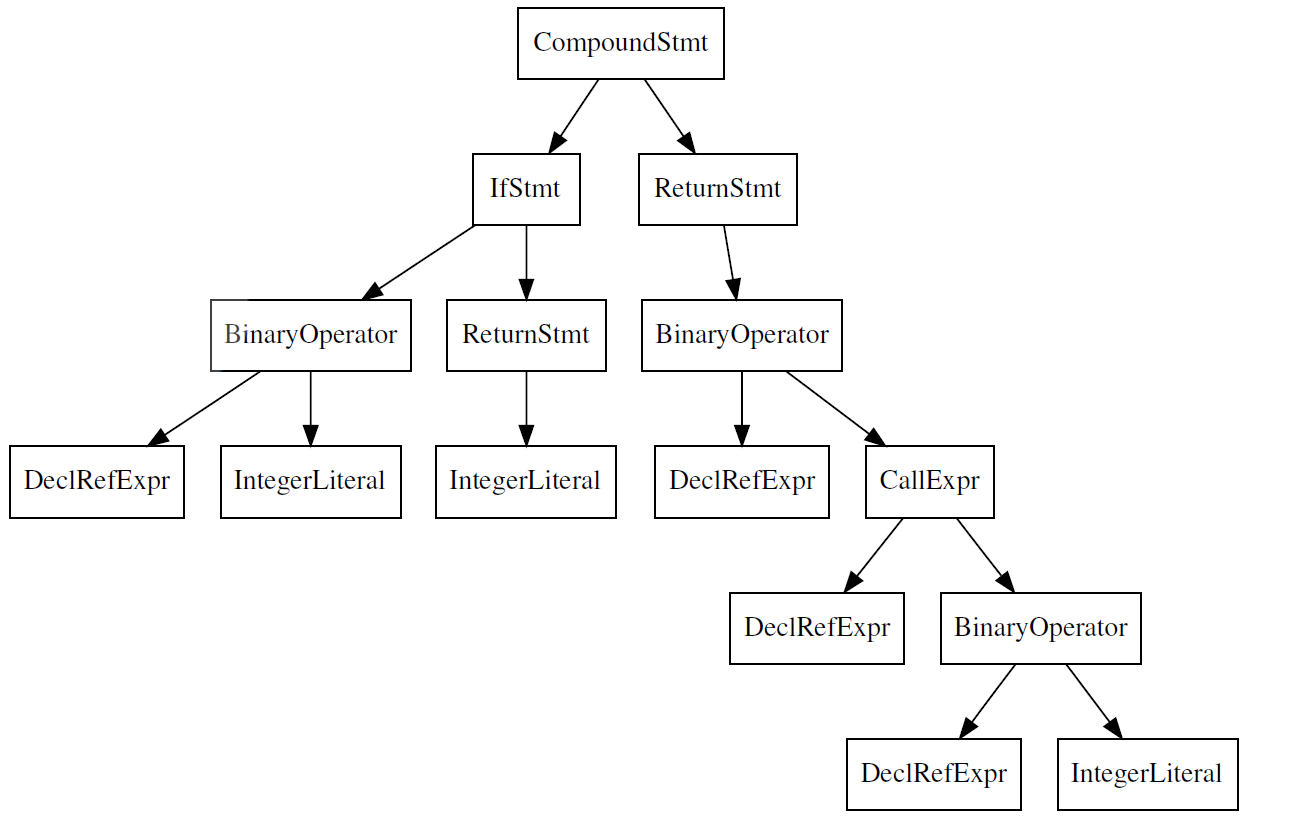 CompoundStmt
IfStmt
ReturnStmt
BinaryOperator
ReturnStmt
BinaryOperator
DeclRefExpr
IntegerLiteral
IntegerLiteral
DeclRefExpr
CallExpr
DeclRefExpr
BinaryOperator
DeclRefExpr
IntegerLiteral